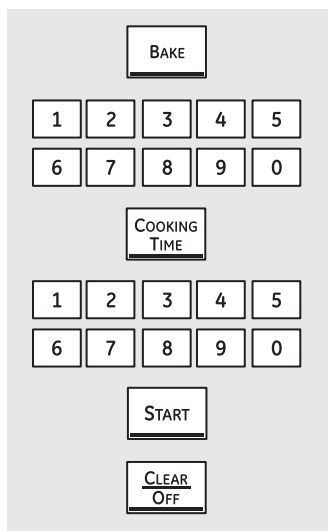 BAKE
1 2 3 4 5
6 7 8 9 0
COOKING
TIME
1 2 3 4 5
6 7 8 9 0
START
CLEAR
OFF